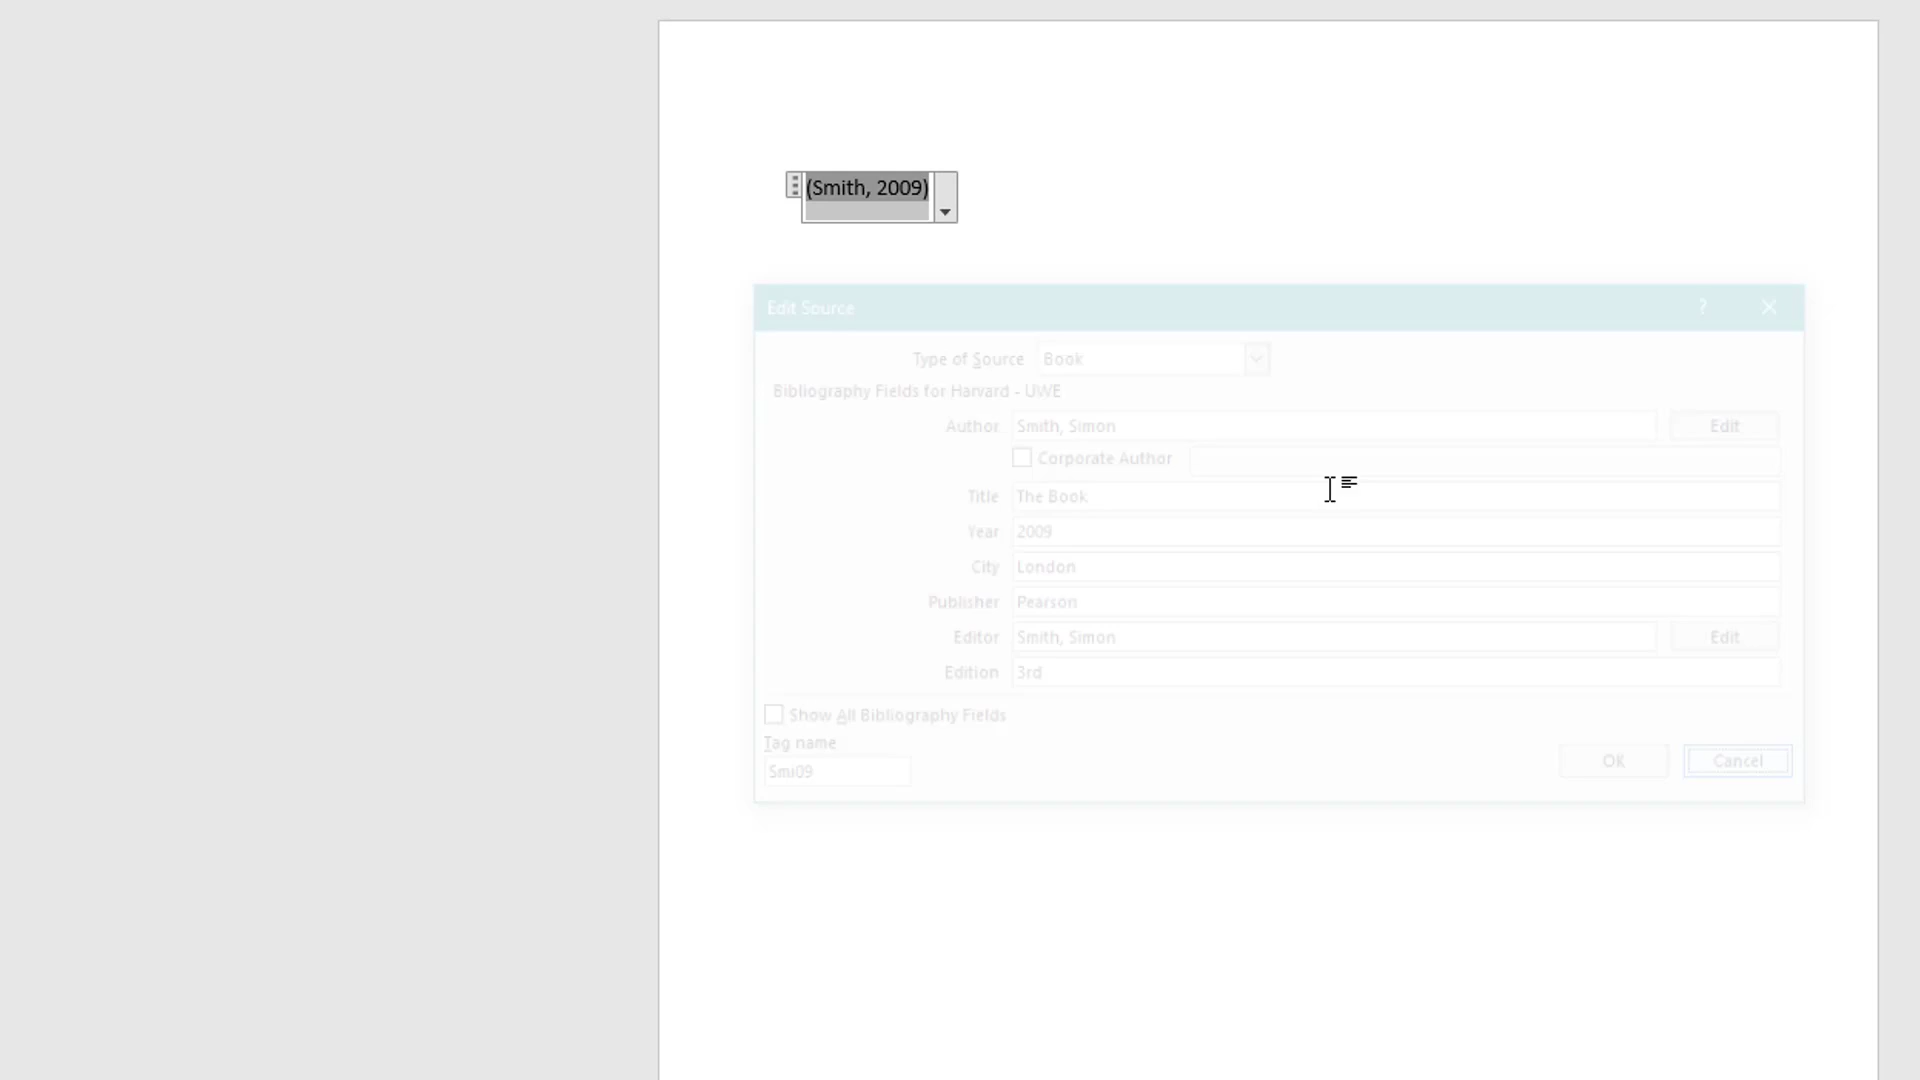 (Smith, 2009)
Edit Source ?
Type of Source Book
Bibliography Fields for Harvard - UWE
Author Smith, Simon Edit
Corporate Author
Title The Book
Year 2009
City London
Publisher Pearson
Editor Smith, Simon Edit
Edition 3rd
Show All Bibliography Fields
Tag name
Smi09
OK Cancel